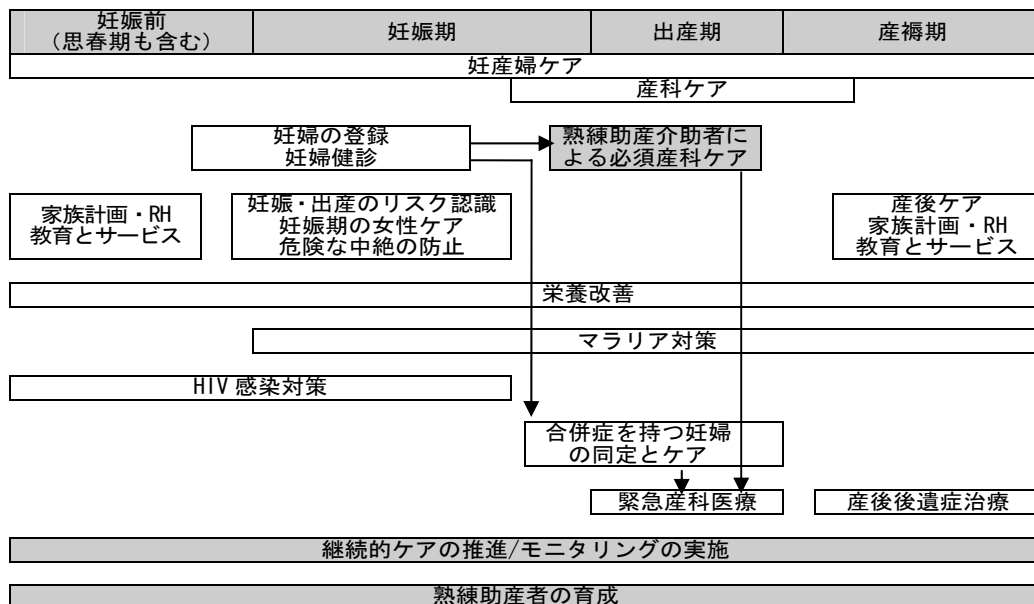 妊娠前
(思春期も含む)
妊娠期
出産期
産褥期
妊産婦ケア
産科ケア
妊婦の登録
妊婦健診
熟練助産介助者に
よる必須産科ケア
家族計画・RH
教育とサービス
妊娠・出産のリスク認識
妊娠期の女性ケア
危険な中絶の防止
産後ケア
家族計画・RH
教育とサービス
栄養改善
マラリア対策
HIV 感染対策
合併症を持つ妊婦
の同定とケア
緊急産科医療
産後後遺症治療
継続的ケアの推進/モニタリングの実施
熟練助産者の育成